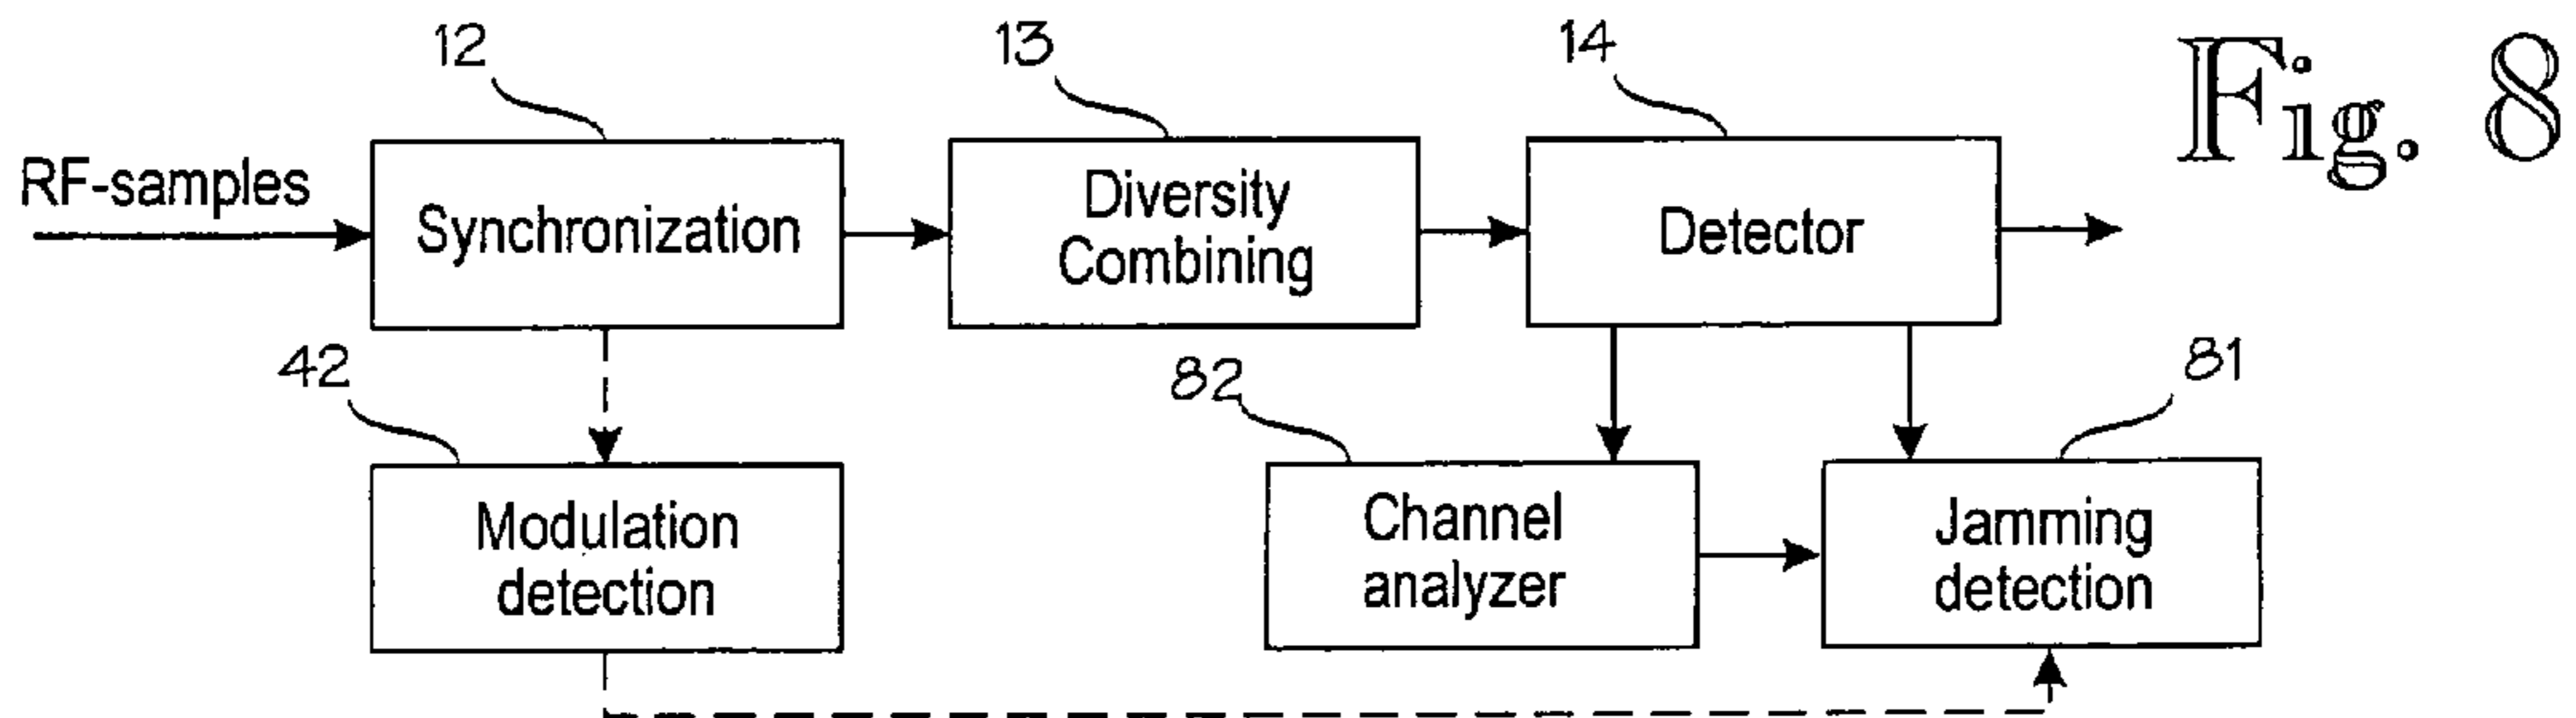 12
13
14
Fig. 8
RF-samples
Synchronization
Diversity
Combining
Detector
42
82
81
Modulation
detection
Channel
analyzer
Jamming
detection